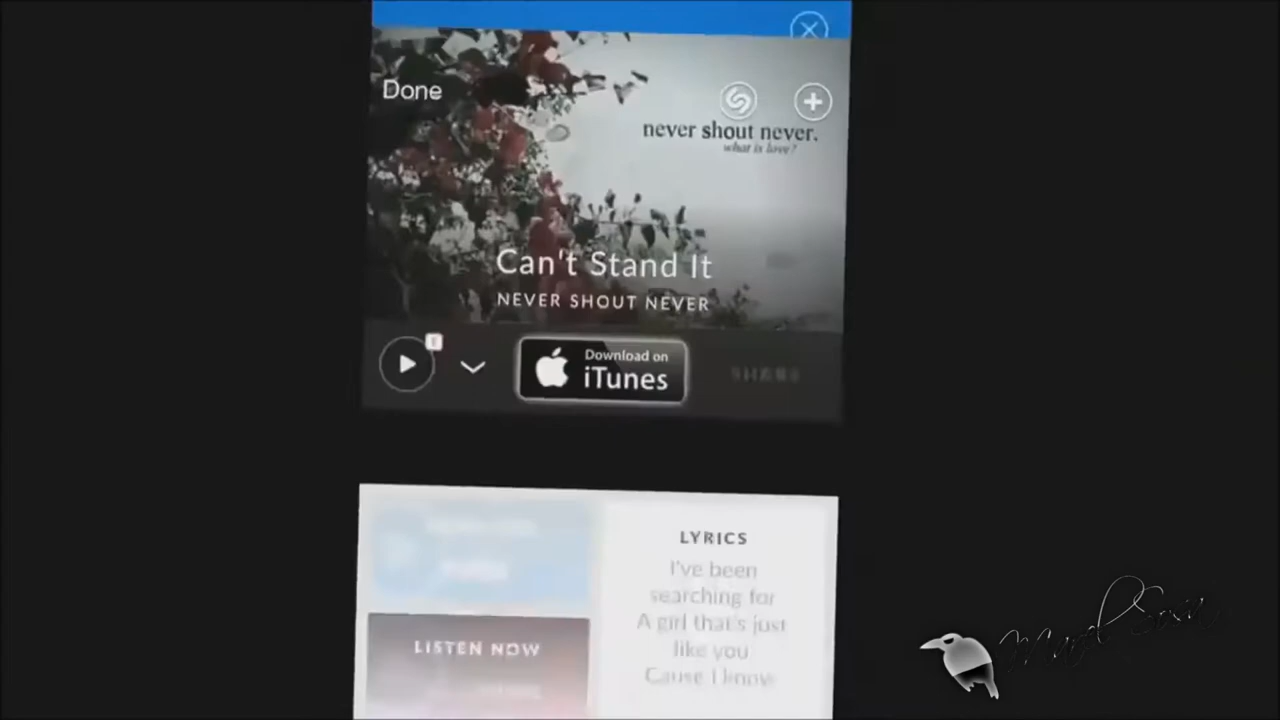 Done
never shout never.
what is love?
Can't Stand It
NEVER SHOUT NEVER
Download on
iTunes
SHARE
LYRICS
I've been
searching for
A girl that's just
like you
Cause I know
LISTEN NOW